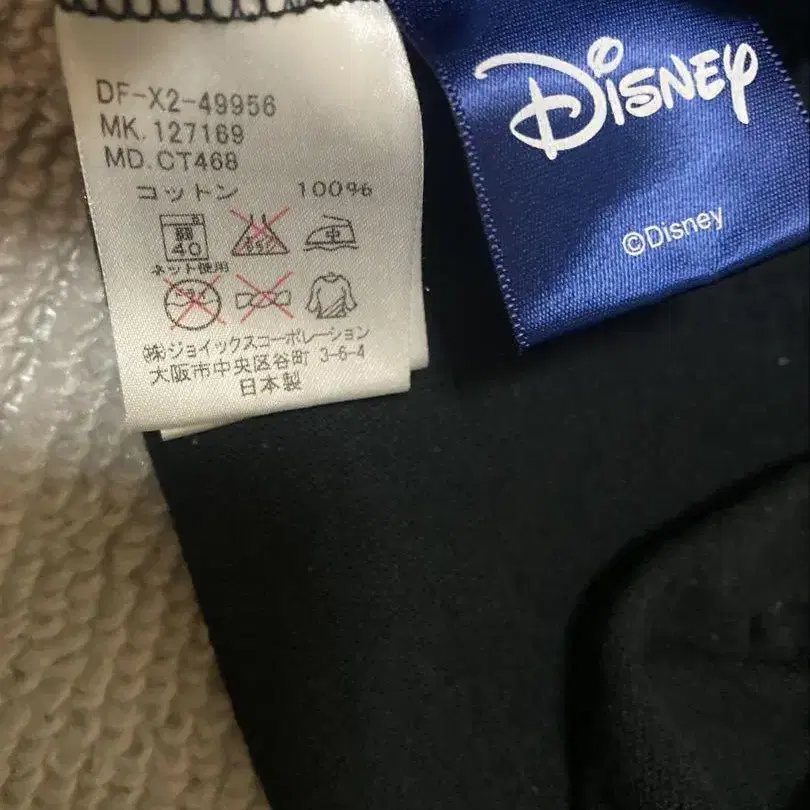 DF-X2-49956
MK.127169
MD.CT468
コットン 100%
弱
40
中
ネット使用
㈱ジョイックスコーポレーション
大阪市中央区谷町 3-6-4
日本製
Disney
©Disney